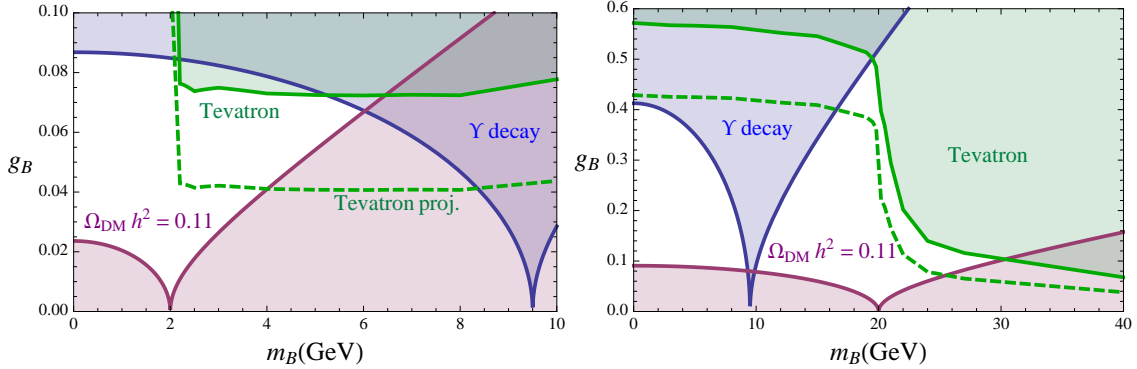 0.10
0.08
0.06
0.04
0.02
0.00
g_B
Tevatron
ϒ decay
Tevatron proj.
Ω_DM h² = 0.11
0 2 4 6 8 10
m_B(GeV)
0.6
0.5
0.4
0.3
0.2
0.1
0.0
g_B
ϒ decay
Tevatron
Ω_DM h² = 0.11
0 10 20 30 40
m_B(GeV)